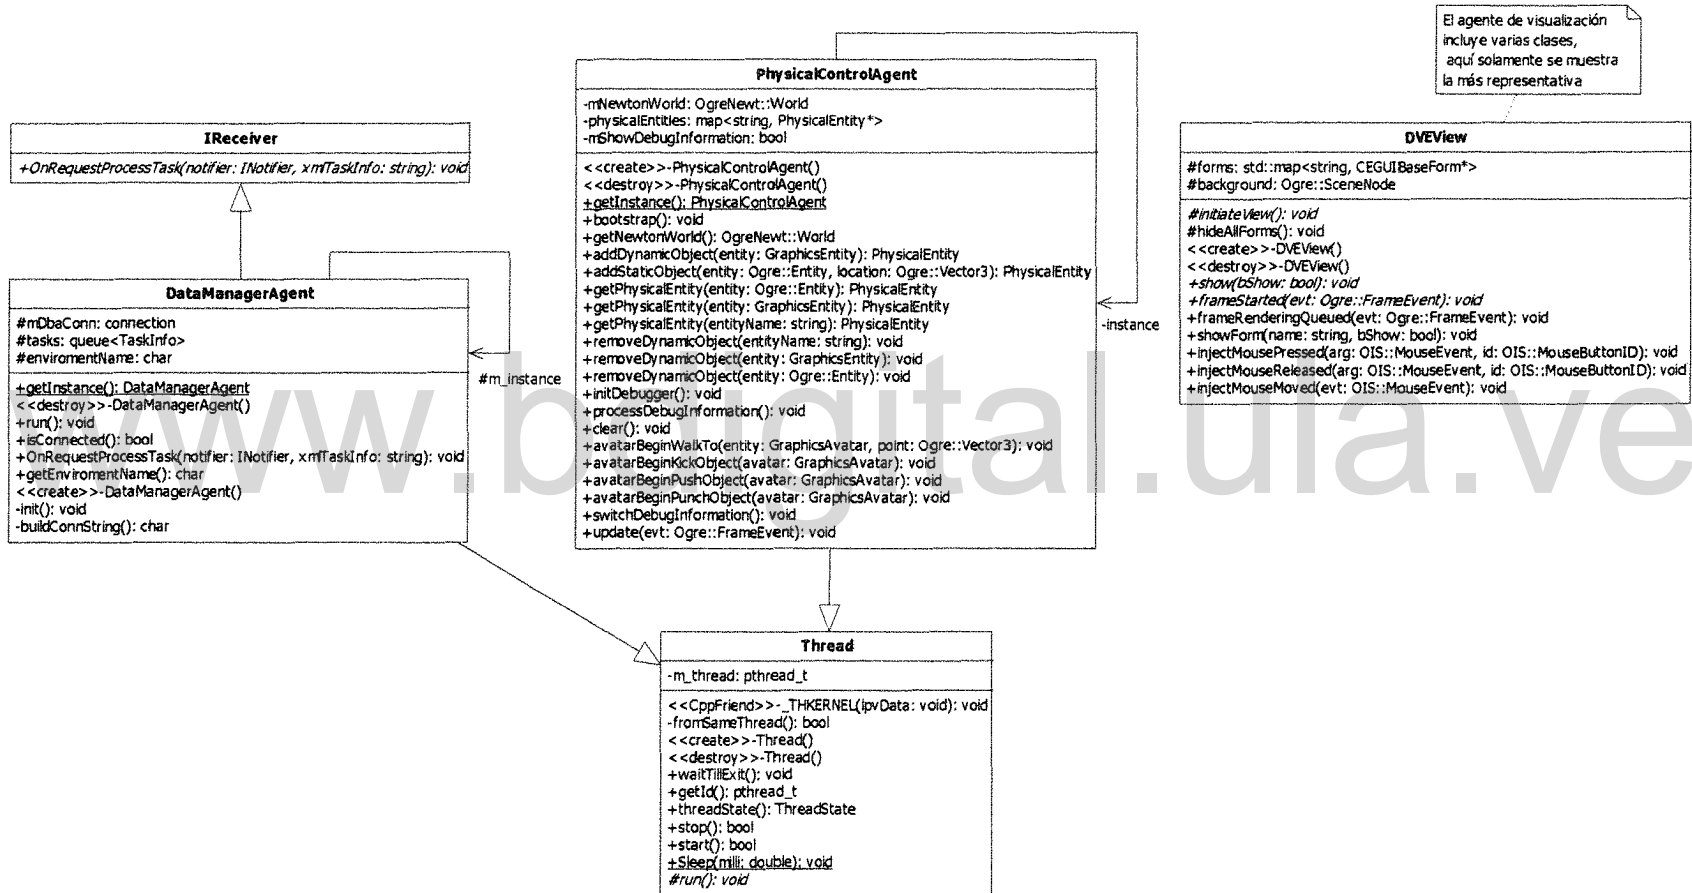 IReceiver
+OnRequestProcessTask(notifier: INotifier, xmlTaskInfo: string): void
DataManagerAgent
#mDbaConn: connection
#tasks: queue<TaskInfo>
#enviromentName: char
+getInstance(): DataManagerAgent
<<destroy>>-DataManagerAgent()
+run(): void
+isConnected(): bool
+OnRequestProcessTask(notifier: INotifier, xmlTaskInfo: string): void
+getEnviromentName(): char
<<create>>-DataManagerAgent()
-init(): void
-buildConnString(): char
#m_instance
PhysicalControlAgent
-mNewtonWorld: OgreNewt::World
-physicalEntities: map<string, PhysicalEntity*>
-mShowDebugInformation: bool
<<create>>-PhysicalControlAgent()
<<destroy>>-PhysicalControlAgent()
+getInstance(): PhysicalControlAgent
+bootstrap(): void
+getNewtonWorld(): OgreNewt::World
+addDynamicObject(entity: GraphicsEntity): PhysicalEntity
+addStaticObject(entity: Ogre::Entity, location: Ogre::Vector3): PhysicalEntity
+getPhysicalEntity(entity: Ogre::Entity): PhysicalEntity
+getPhysicalEntity(entity: GraphicsEntity): PhysicalEntity
+getPhysicalEntity(entityName: string): PhysicalEntity
+removeDynamicObject(entityName: string): void
+removeDynamicObject(entity: GraphicsEntity): void
+removeDynamicObject(entity: Ogre::Entity): void
+initDebugger(): void
+processDebugInformation(): void
+clear(): void
+avatarBeginWalkTo(entity: GraphicsAvatar, point: Ogre::Vector3): void
+avatarBeginKickObject(avatar: GraphicsAvatar): void
+avatarBeginPushObject(avatar: GraphicsAvatar): void
+avatarBeginPunchObject(avatar: GraphicsAvatar): void
+switchDebugInformation(): void
+update(evt: Ogre::FrameEvent): void
-instance
El agente de visualización
incluye varias clases,
aquí solamente se muestra
la más representativa
DVEView
#forms: std::map<string, CEGUIBaseForm*>
#background: Ogre::SceneNode
#initiateView(): void
#hideAllForms(): void
<<create>>-DVEView()
<<destroy>>-DVEView()
+show(bShow: bool): void
+frameStarted(evt: Ogre::FrameEvent): void
+frameRenderingQueued(evt: Ogre::FrameEvent): void
+showForm(name: string, bShow: bool): void
+injectMousePressed(arg: OIS::MouseEvent, id: OIS::MouseButtonID): void
+injectMouseReleased(arg: OIS::MouseEvent, id: OIS::MouseButtonID): void
+injectMouseMoved(evt: OIS::MouseEvent): void
Thread
-m_thread: pthread_t
<<CppFriend>>-_THKERNEL(lpvData: void): void
-fromSameThread(): bool
<<create>>-Thread()
<<destroy>>-Thread()
+waitTillExit(): void
+getId(): pthread_t
+threadState(): ThreadState
+stop(): bool
+start(): bool
+Sleep(milli: double): void
#run(): void
www.bdigital.ula.ve